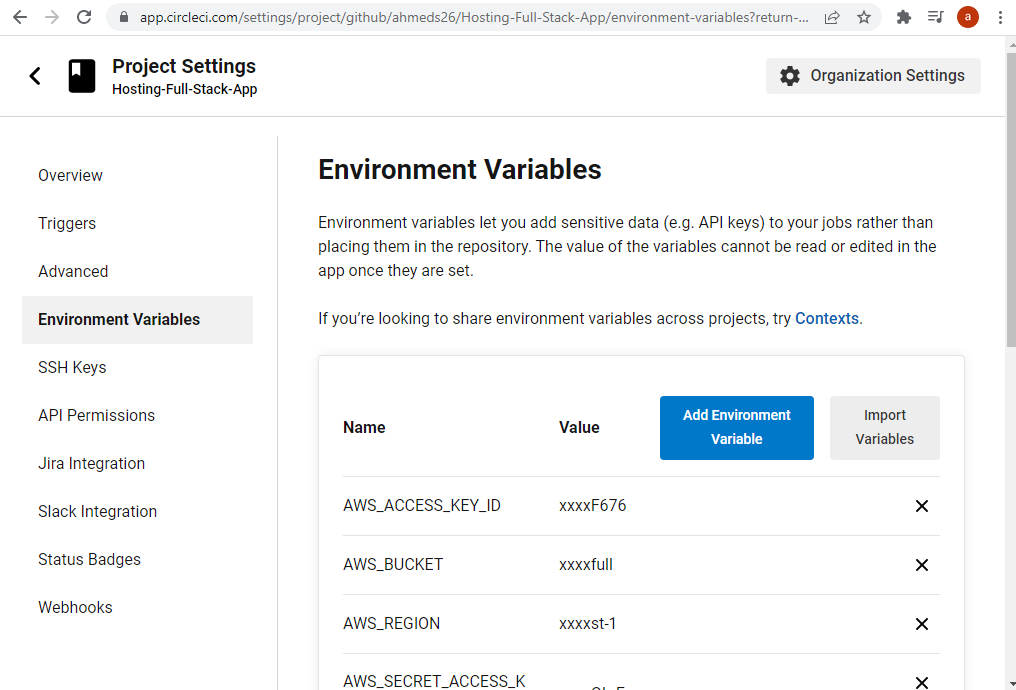 app.circleci.com/settings/project/github/ahmeds26/Hosting-Full-Stack-App/environment-variables?return-...
a
Project Settings
Hosting-Full-Stack-App
Organization Settings
Overview
Triggers
Advanced
Environment Variables
SSH Keys
API Permissions
Jira Integration
Slack Integration
Status Badges
Webhooks
Environment Variables
Environment variables let you add sensitive data (e.g. API keys) to your jobs rather than
placing them in the repository. The value of the variables cannot be read or edited in the
app once they are set.
If you’re looking to share environment variables across projects, try Contexts.
Name Value Add Environment Variable Import Variables
AWS_ACCESS_KEY_ID xxxxF676
AWS_BUCKET xxxxfull
AWS_REGION xxxxst-1
AWS_SECRET_ACCESS_K